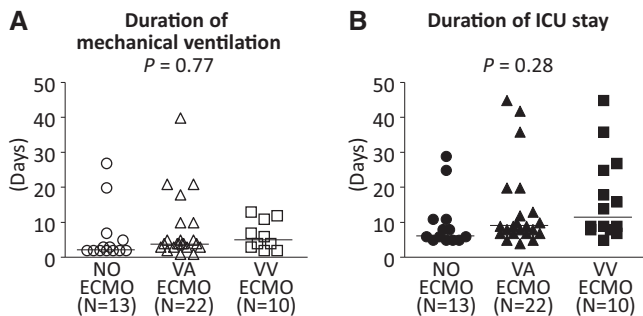 A
Duration of
mechanical ventilation
P = 0.77
50
40
30
20
10
0
(Days)
NO
ECMO
(N=13)
VA
ECMO
(N=22)
VV
ECMO
(N=10)
B
Duration of ICU stay
P = 0.28
50
40
30
20
10
0
(Days)
NO
ECMO
(N=13)
VA
ECMO
(N=22)
VV
ECMO
(N=10)